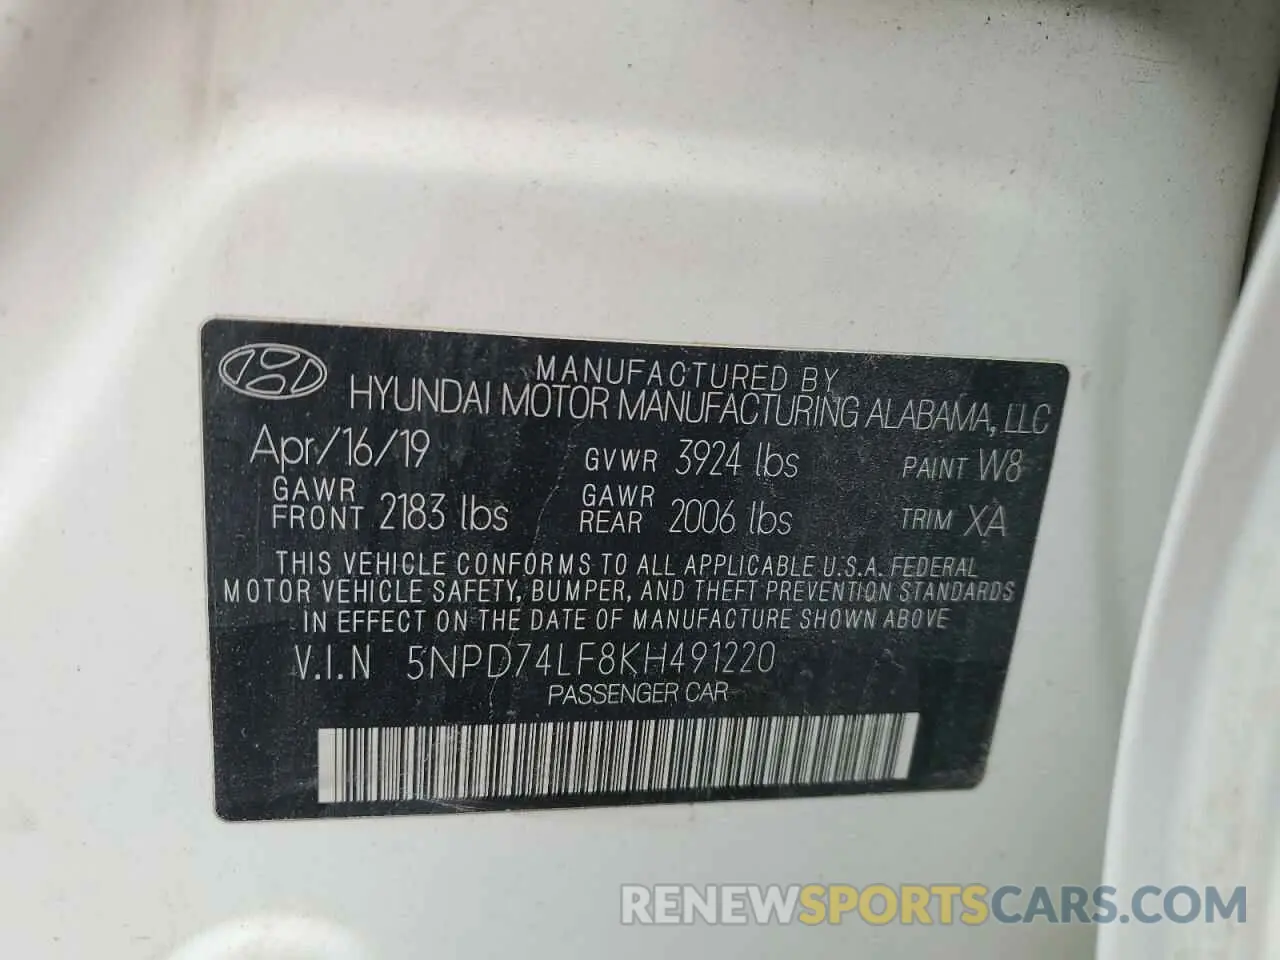 MANUFACTURED BY
HYUNDAI MOTOR MANUFACTURING ALABAMA, LLC
Apr/16/19 GVWR 3924 lbs PAINT W8
GAWR FRONT 2183 lbs GAWR REAR 2006 lbs TRIM XA
THIS VEHICLE CONFORMS TO ALL APPLICABLE U.S.A. FEDERAL
MOTOR VEHICLE SAFETY, BUMPER, AND THEFT PREVENTION STANDARDS
IN EFFECT ON THE DATE OF MANUFACTURE SHOWN ABOVE
V.I.N 5NPD74LF8KH491220
PASSENGER CAR
RENEWSPORTSCARS.COM